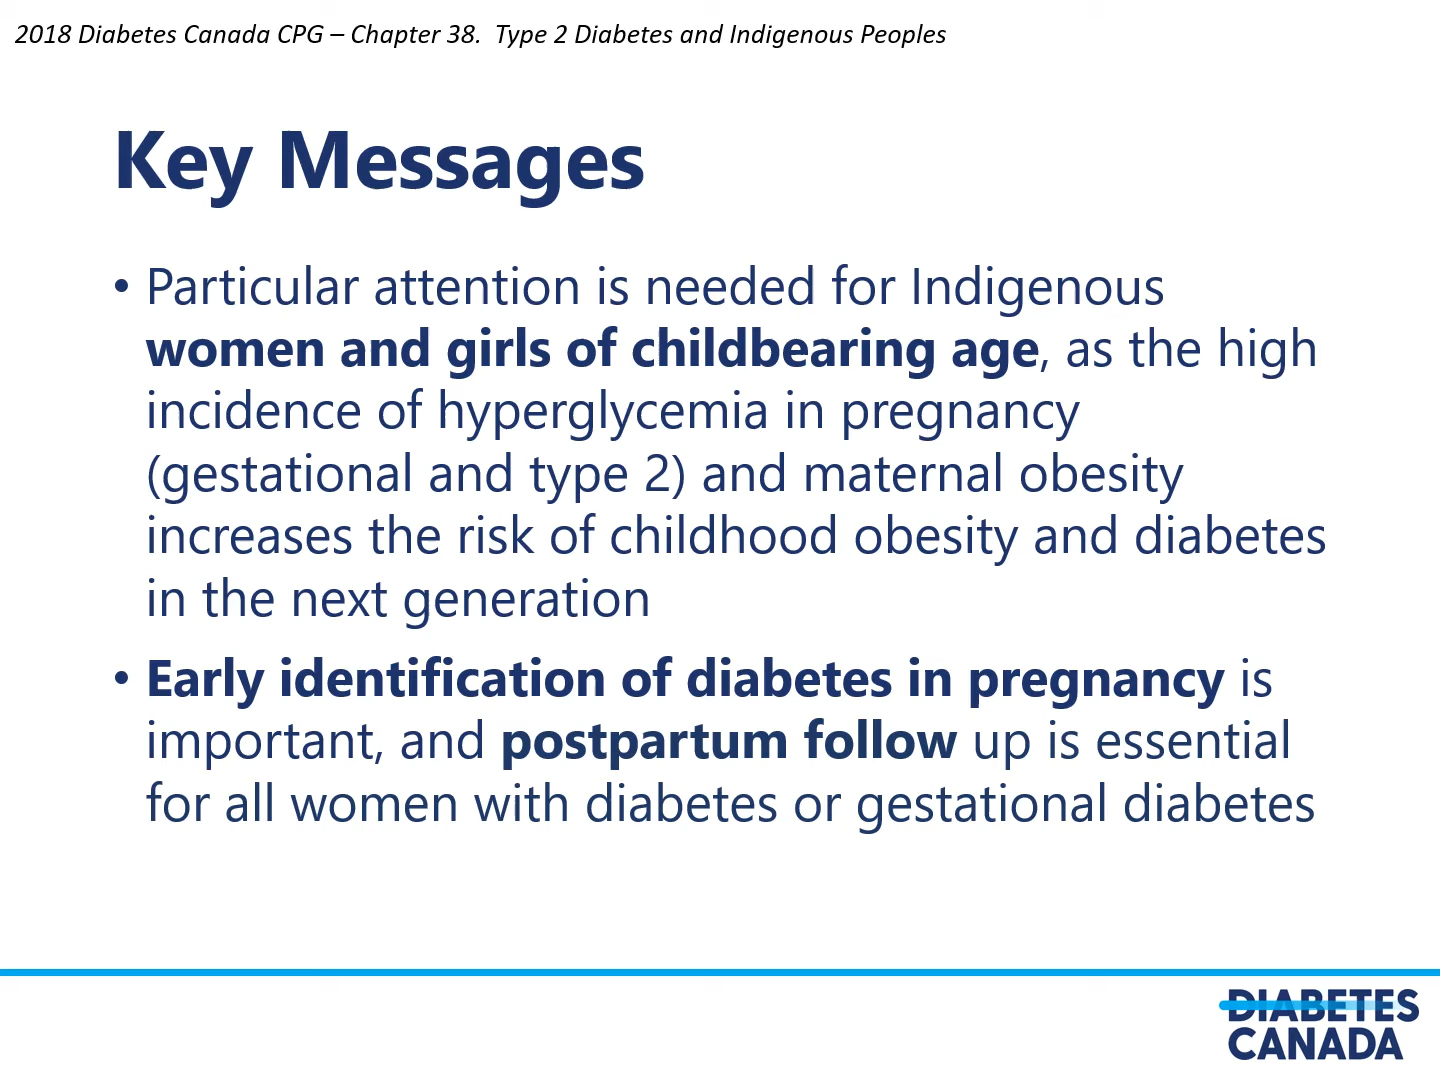 2018 Diabetes Canada CPG – Chapter 38.  Type 2 Diabetes and Indigenous Peoples
Key Messages
• Particular attention is needed for Indigenous
women and girls of childbearing age, as the high
incidence of hyperglycemia in pregnancy
(gestational and type 2) and maternal obesity
increases the risk of childhood obesity and diabetes
in the next generation
• Early identification of diabetes in pregnancy is
important, and postpartum follow up is essential
for all women with diabetes or gestational diabetes
DIABETES
CANADA